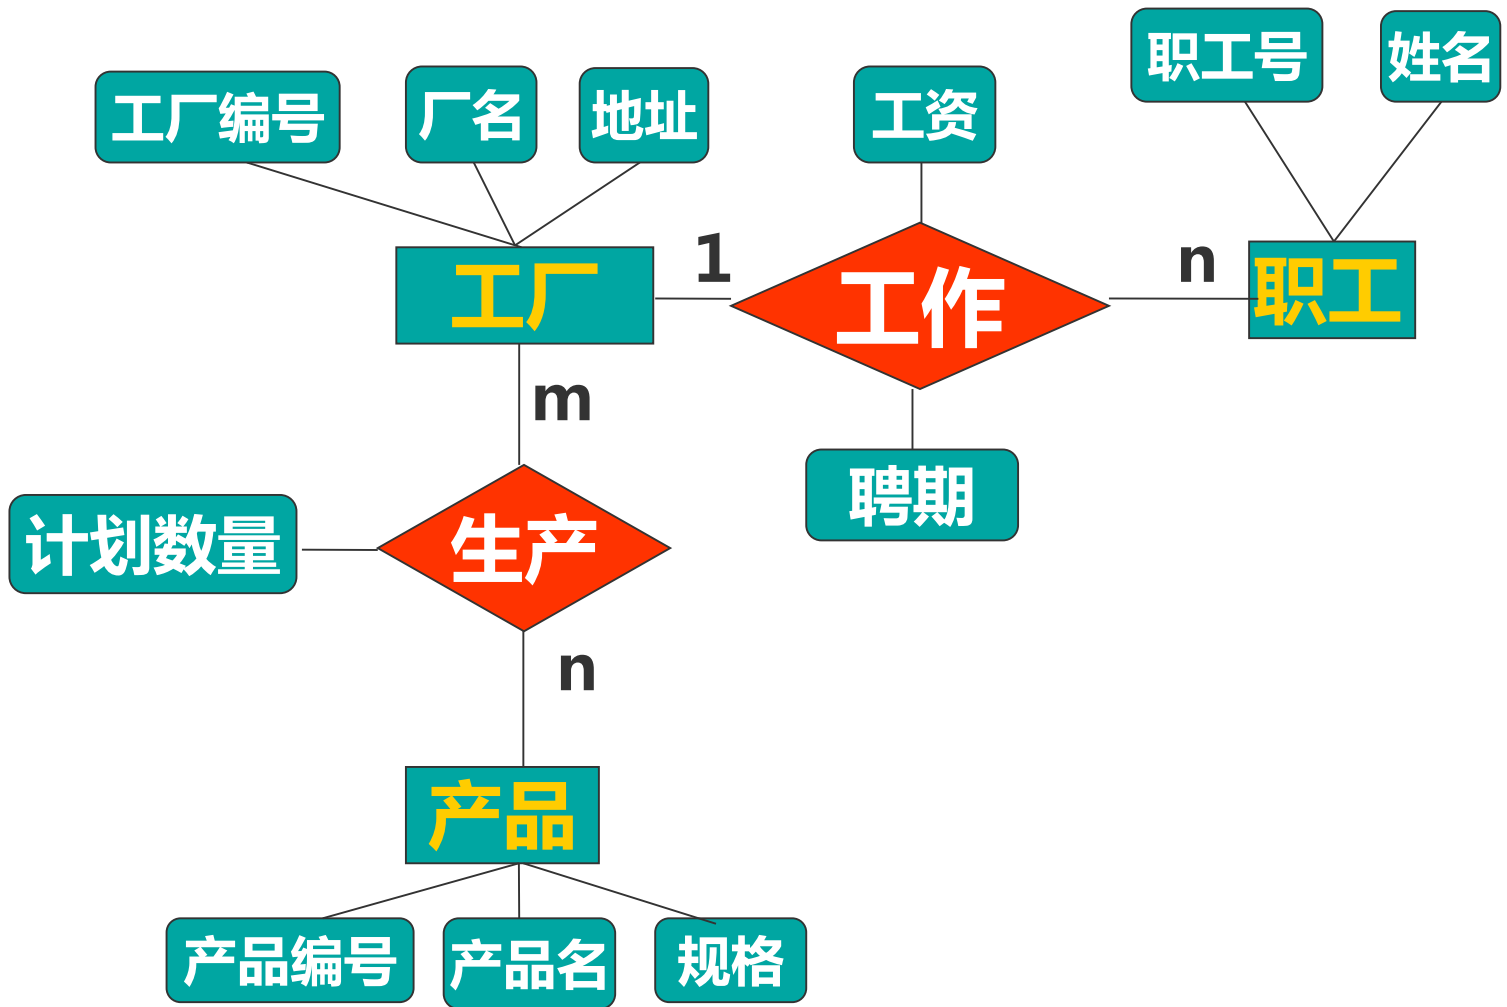 职工号
姓名
工厂编号
厂名
地址
工资
工厂
1
工作
n
职工
m
聘期
计划数量
生产
n
产品
产品编号
产品名
规格